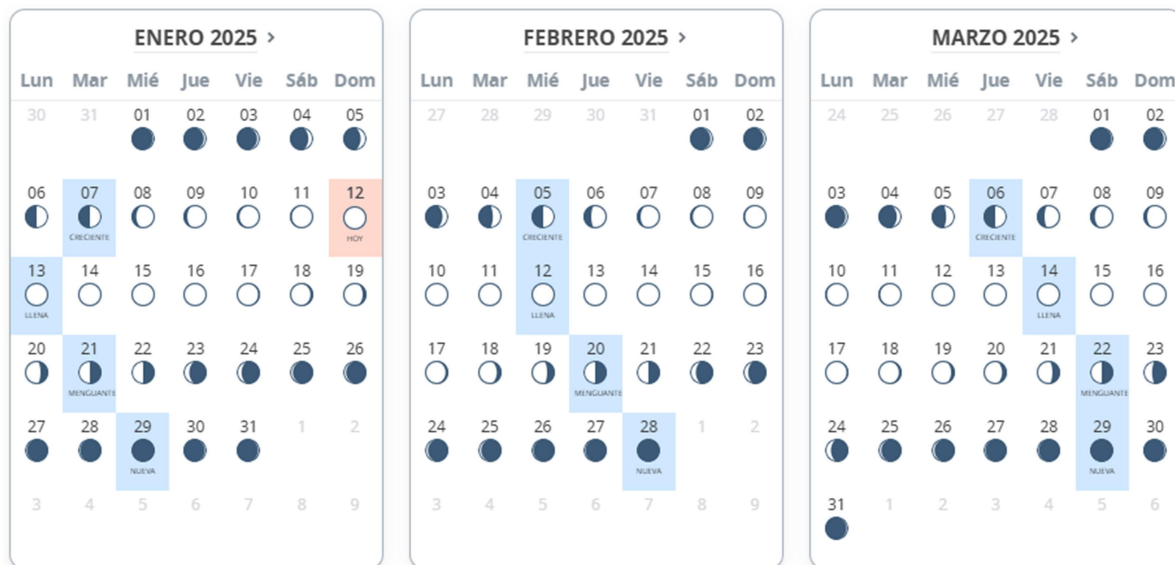 ENERO 2025 >
Lun Mar Mié Jue Vie Sáb Dom
30 31 01 02 03 04 05
06 07 08 09 10 11 12
CRECIENTE HOY
13 14 15 16 17 18 19
LLENA
20 21 22 23 24 25 26
MENGUANTE
27 28 29 30 31 1 2
NUEVA
3 4 5 6 7 8 9
FEBRERO 2025 >
Lun Mar Mié Jue Vie Sáb Dom
27 28 29 30 31 01 02
03 04 05 06 07 08 09
CRECIENTE
10 11 12 13 14 15 16
LLENA
17 18 19 20 21 22 23
MENGUANTE
24 25 26 27 28 1 2
NUEVA
3 4 5 6 7 8 9
MARZO 2025 >
Lun Mar Mié Jue Vie Sáb Dom
24 25 26 27 28 01 02
03 04 05 06 07 08 09
CRECIENTE
10 11 12 13 14 15 16
LLENA
17 18 19 20 21 22 23
MENGUANTE
24 25 26 27 28 29 30
NUEVA
31 1 2 3 4 5 6